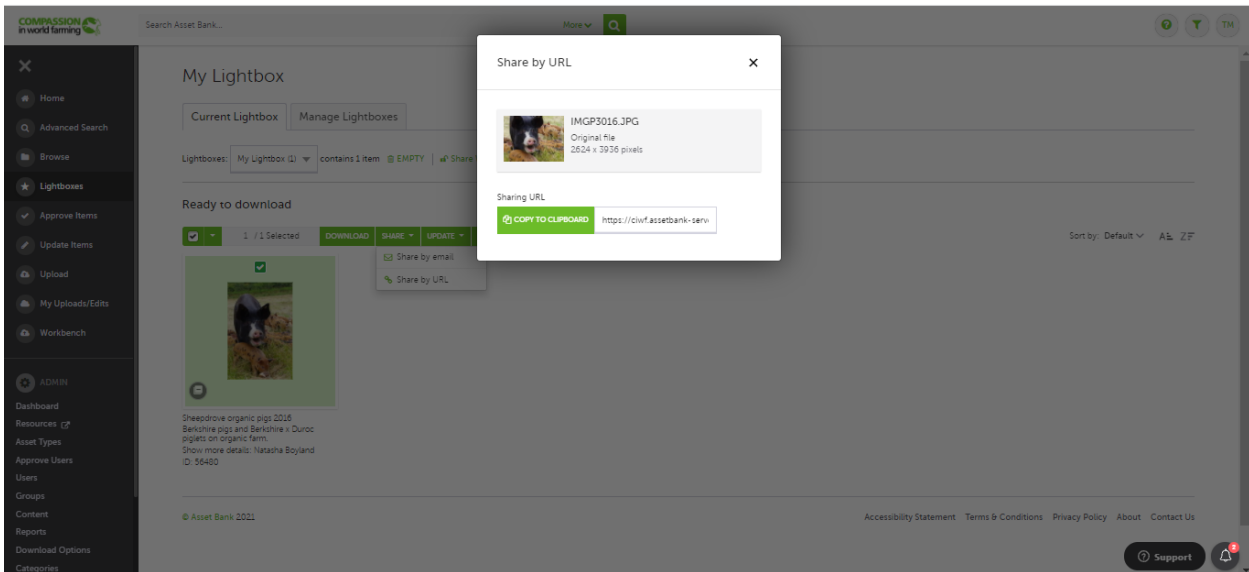 COMPASSION
in world farming
Search Asset Bank...
More
TM
Home
Advanced Search
Browse
Lightboxes
Approve Items
Update Items
Upload
My Uploads/Edits
Workbench
ADMIN
Dashboard
Resources
Asset Types
Approve Users
Users
Groups
Content
Reports
Download Options
Categories
My Lightbox
Current Lightbox
Manage Lightboxes
Lightboxes: My Lightbox (1) contains 1 item EMPTY | Share
Ready to download
1 / 1 Selected DOWNLOAD SHARE UPDATE
Share by email
Share by URL
Sort by: Default
Sheepdrove organic pigs 2016
Berkshire pigs and Berkshire x Duroc
piglets on organic farm.
Show more details: Natasha Boyland
ID: 56480
Share by URL
IMGP3016.JPG
Original file
2624 x 3936 pixels
Sharing URL
COPY TO CLIPBOARD https://ciwf.assetbank-serv
© Asset Bank 2021
Accessibility Statement Terms & Conditions Privacy Policy About Contact Us
Support